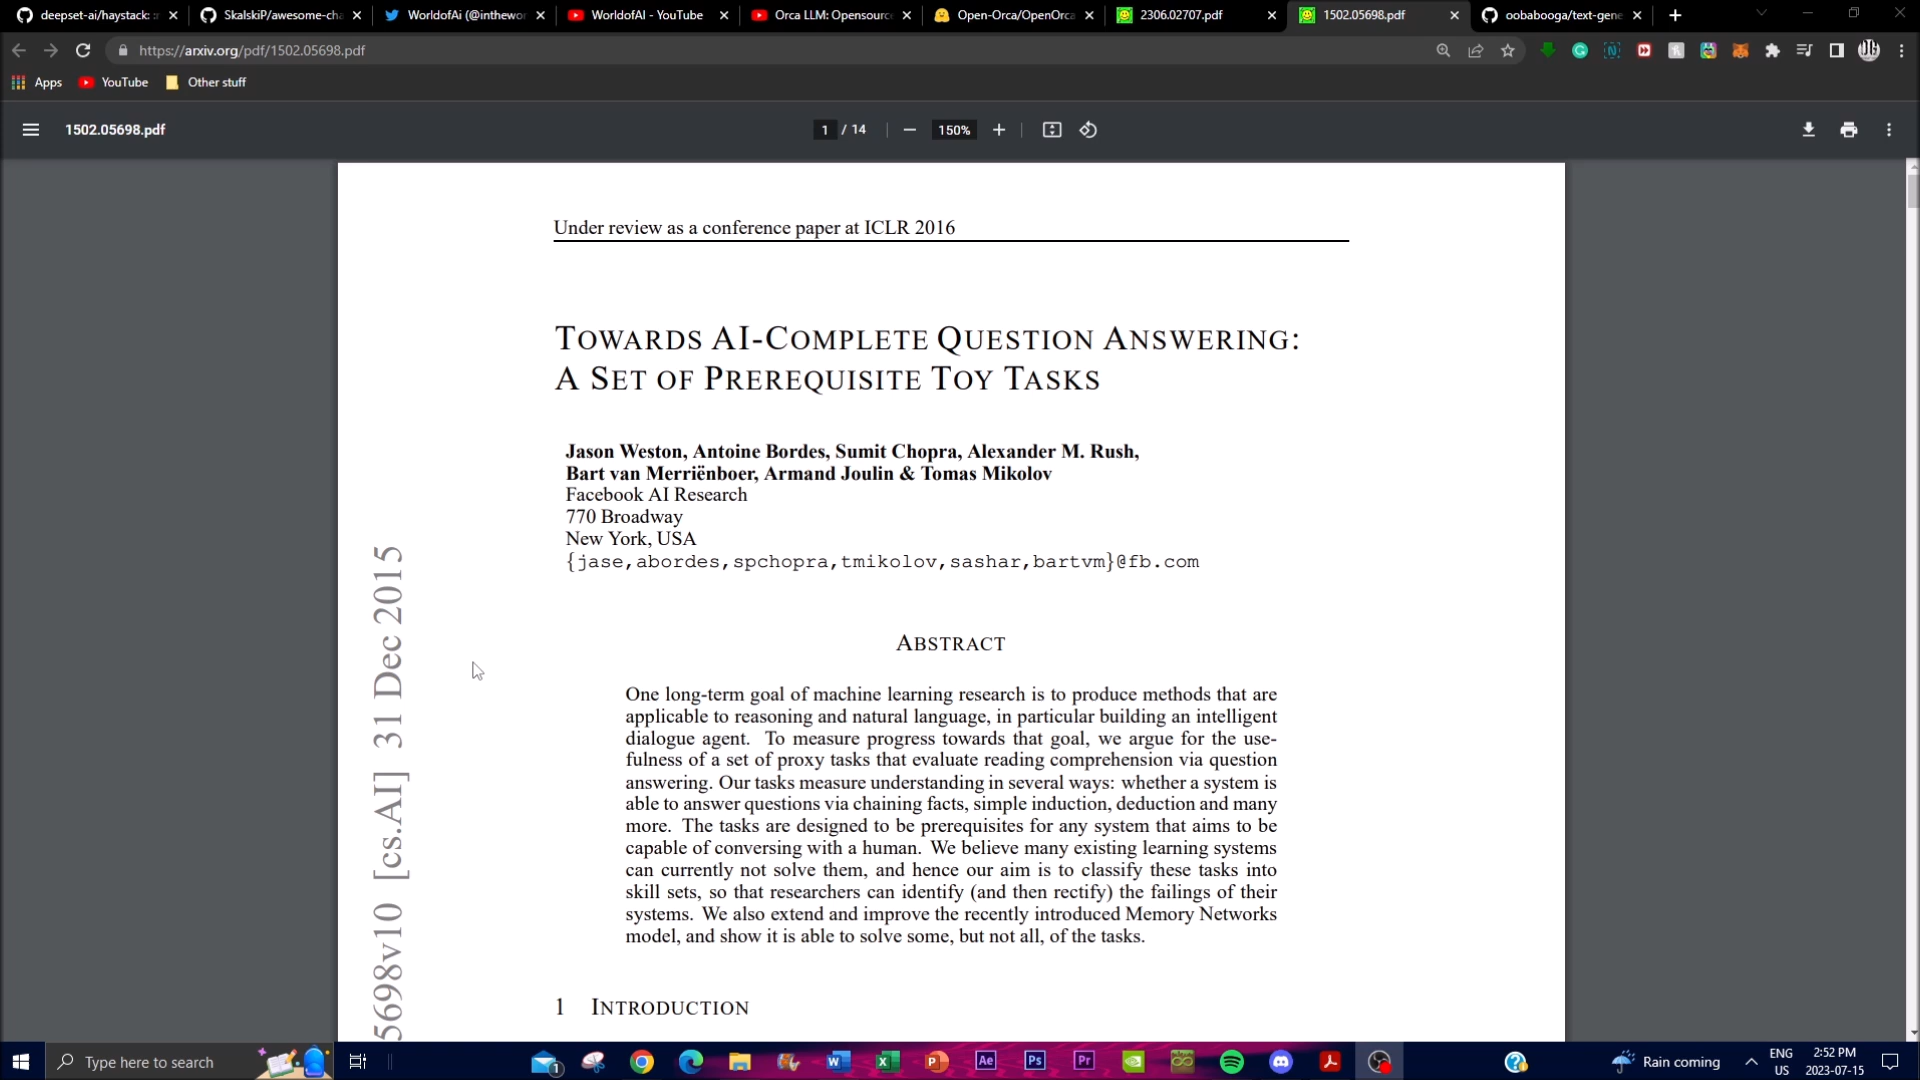 deepset-ai/haystack:
SkalskiP/awesome-cha
WorldofAi (@inthewor
WorldofAI - YouTube
Orca LLM: Opensource
Open-Orca/OpenOrca
2306.02707.pdf
1502.05698.pdf
oobabooga/text-gene
https://arxiv.org/pdf/1502.05698.pdf
Apps
YouTube
Other stuff
1502.05698.pdf
1 / 14
150%
Under review as a conference paper at ICLR 2016
TOWARDS AI-COMPLETE QUESTION ANSWERING:
A SET OF PREREQUISITE TOY TASKS
Jason Weston, Antoine Bordes, Sumit Chopra, Alexander M. Rush,
Bart van Merriënboer, Armand Joulin & Tomas Mikolov
Facebook AI Research
770 Broadway
New York, USA
{jase,abordes,spchopra,tmikolov,sashar,bartvm}@fb.com
ABSTRACT
One long-term goal of machine learning research is to produce methods that are
applicable to reasoning and natural language, in particular building an intelligent
dialogue agent. To measure progress towards that goal, we argue for the use-
fulness of a set of proxy tasks that evaluate reading comprehension via question
answering. Our tasks measure understanding in several ways: whether a system is
able to answer questions via chaining facts, simple induction, deduction and many
more. The tasks are designed to be prerequisites for any system that aims to be
capable of conversing with a human. We believe many existing learning systems
can currently not solve them, and hence our aim is to classify these tasks into
skill sets, so that researchers can identify (and then rectify) the failings of their
systems. We also extend and improve the recently introduced Memory Networks
model, and show it is able to solve some, but not all, of the tasks.
1 INTRODUCTION
5698v10 [cs.AI] 31 Dec 2015
Type here to search
1
Ae
Ps
Pr
Rain coming
ENG
US
2:52 PM
2023-07-15